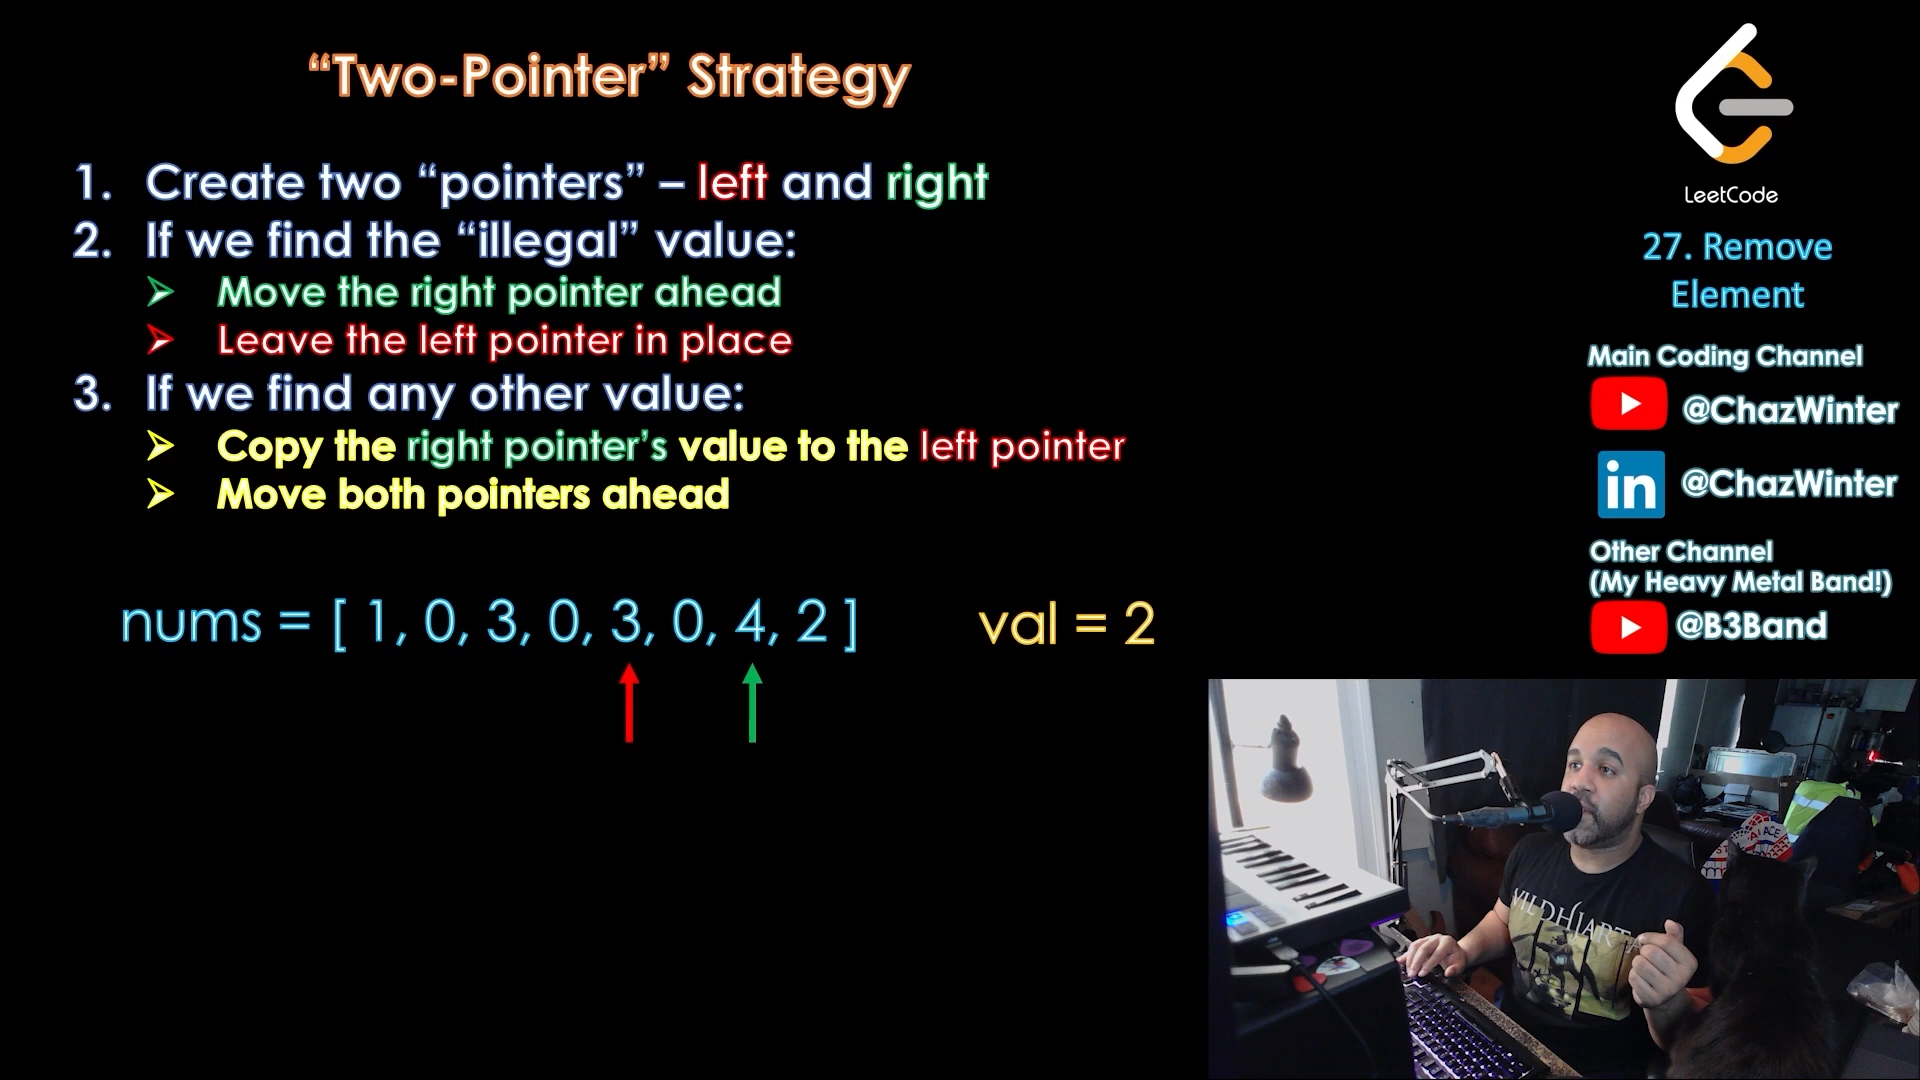 “Two-Pointer” Strategy
1. Create two “pointers” – left and right
2. If we find the “illegal” value:
➢ Move the right pointer ahead
➢ Leave the left pointer in place
3. If we find any other value:
➢ Copy the right pointer’s value to the left pointer
➢ Move both pointers ahead
nums = [ 1, 0, 3, 0, 3, 0, 4, 2 ]
val = 2
LeetCode
27. Remove
Element
Main Coding Channel
@ChazWinter
in @ChazWinter
Other Channel
(My Heavy Metal Band!)
@B3Band